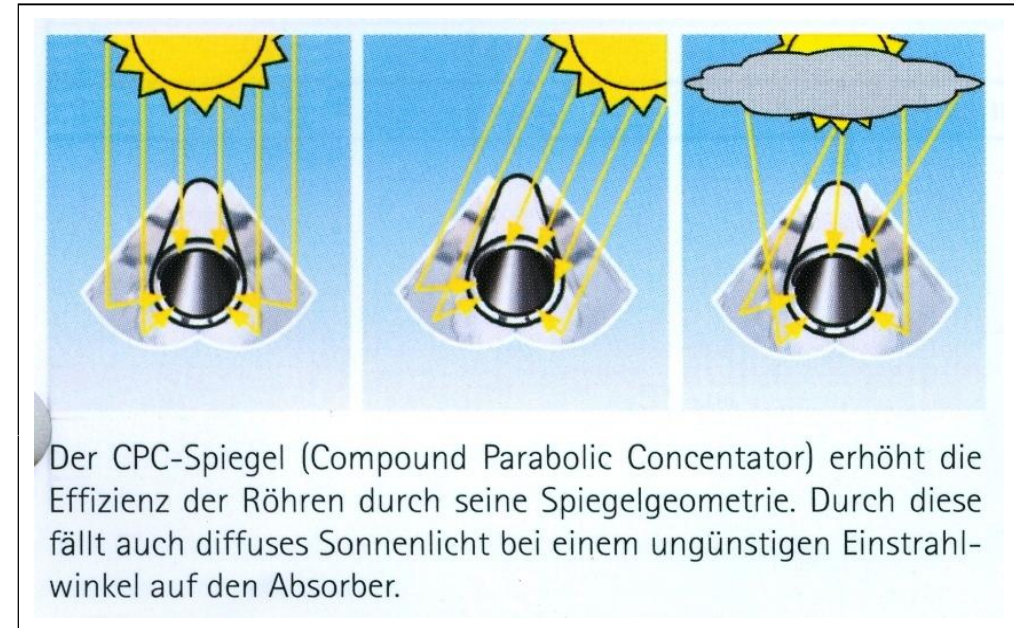 Der CPC-Spiegel (Compound Parabolic Concentator) erhöht die
Effizienz der Röhren durch seine Spiegelgeometrie. Durch diese
fällt auch diffuses Sonnenlicht bei einem ungünstigen Einstrahl-
winkel auf den Absorber.